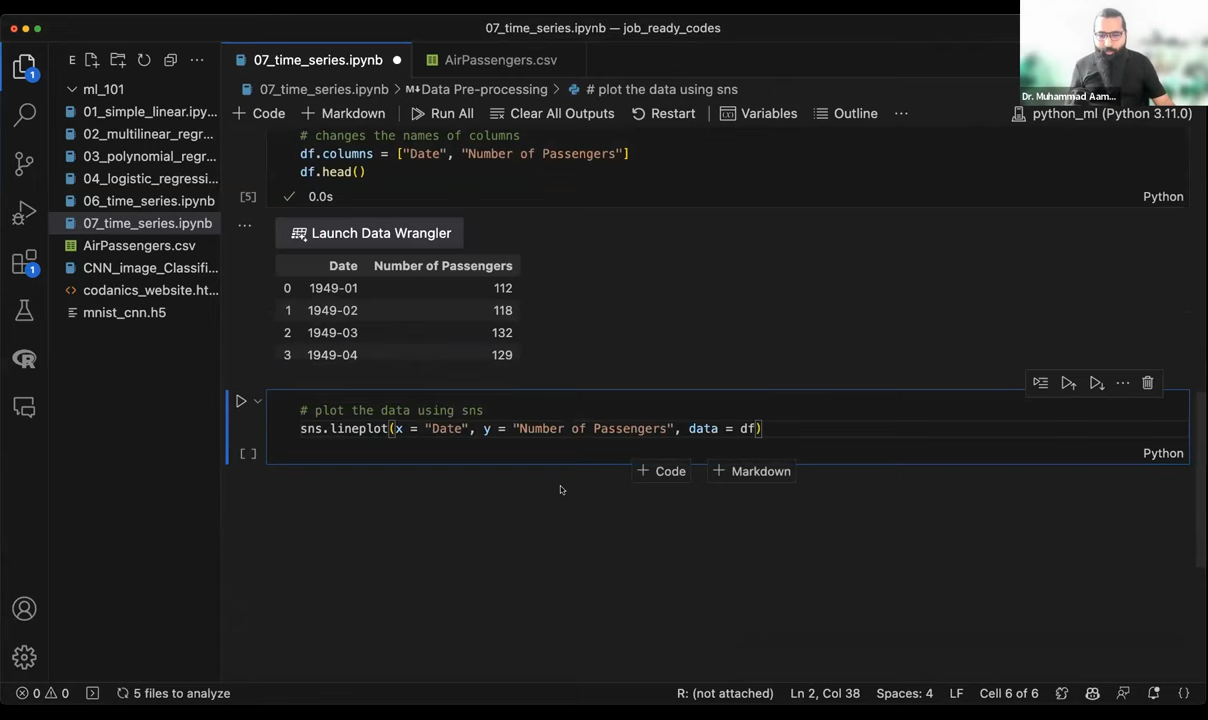 07_time_series.ipynb — job_ready_codes
E
07_time_series.ipynb
AirPassengers.csv
1
ml_101
01_simple_linear.ipy...
02_multilinear_regr...
03_polynomial_regr...
04_logistic_regressi...
06_time_series.ipynb
07_time_series.ipynb
AirPassengers.csv
CNN_image_Classifi...
codanics_website.ht...
mnist_cnn.h5
1
R
07_time_series.ipynb > M↓Data Pre-processing > # plot the data using sns
+ Code + Markdown Run All Clear All Outputs Restart Variables Outline ...
python_ml (Python 3.11.0)
Dr. Muhammad Aam...
# changes the names of columns
df.columns = ["Date", "Number of Passengers"]
df.head()
[5] ✓ 0.0s Python
Launch Data Wrangler
Date Number of Passengers
0 1949-01 112
1 1949-02 118
2 1949-03 132
3 1949-04 129
# plot the data using sns
sns.lineplot(x = "Date", y = "Number of Passengers", data = df)
[ ] Python
+ Code + Markdown
0 0 5 files to analyze R: (not attached) Ln 2, Col 38 Spaces: 4 LF Cell 6 of 6 {}